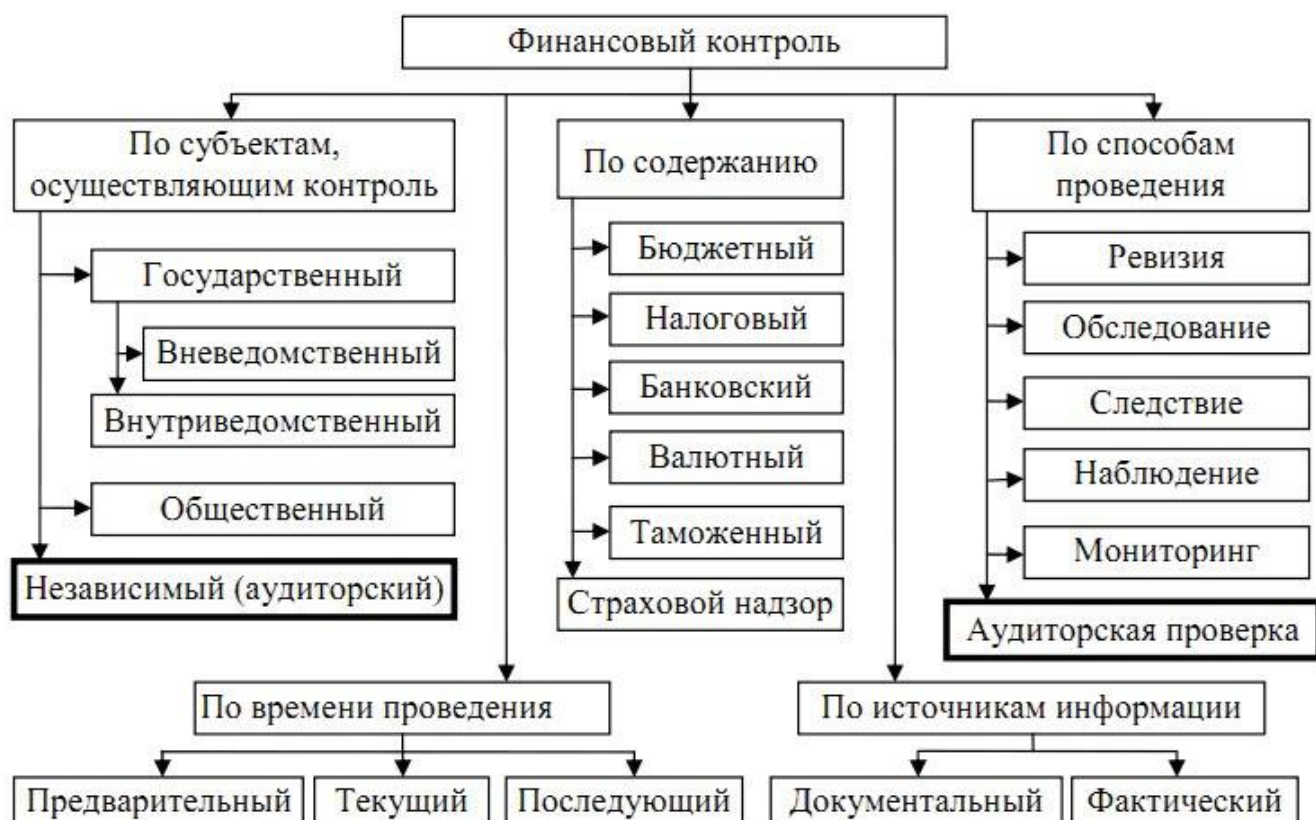 Финансовый контроль
По субъектам,
осуществляющим контроль
Государственный
Вневедомственный
Внутриведомственный
Общественный
Независимый (аудиторский)
По содержанию
Бюджетный
Налоговый
Банковский
Валютный
Таможенный
Страховой надзор
По способам
проведения
Ревизия
Обследование
Следствие
Наблюдение
Мониторинг
Аудиторская проверка
По времени проведения
Предварительный
Текущий
Последующий
По источникам информации
Документальный
Фактический